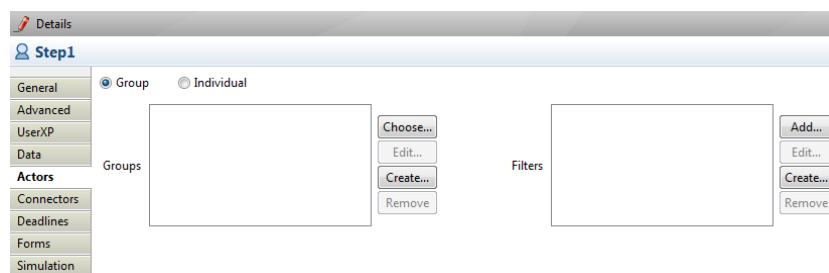 Details
Step1
General
Advanced
UserXP
Data
Actors
Connectors
Deadlines
Forms
Simulation
Group Individual
Groups
Choose...
Edit...
Create...
Remove
Filters
Add...
Edit...
Create...
Remove